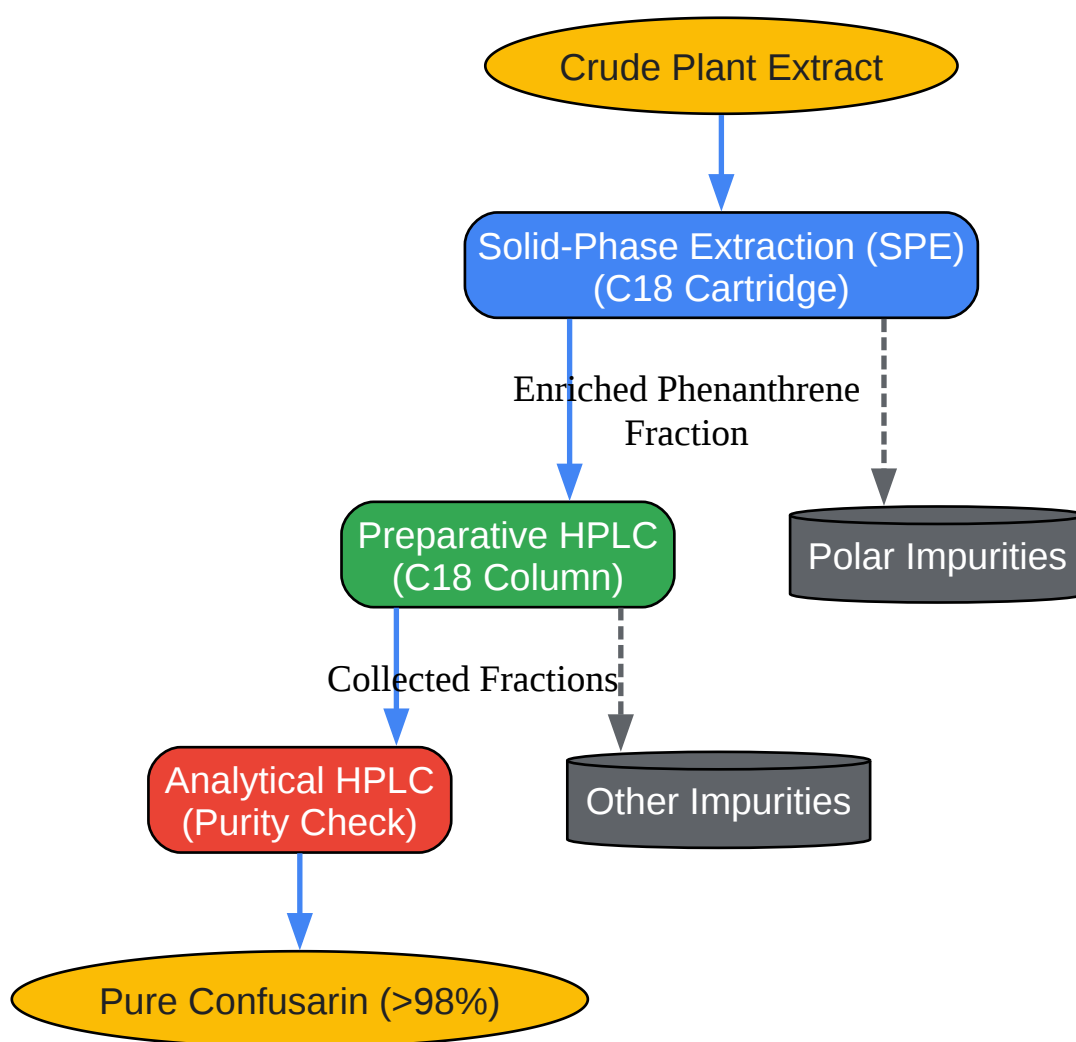 Crude Plant Extract
Solid-Phase Extraction (SPE)
(C18 Cartridge)
Enriched Phenanthrene
Fraction
Preparative HPLC
(C18 Column)
Polar Impurities
Collected Fractions
Analytical HPLC
(Purity Check)
Other Impurities
Pure Confusarin (>98%)